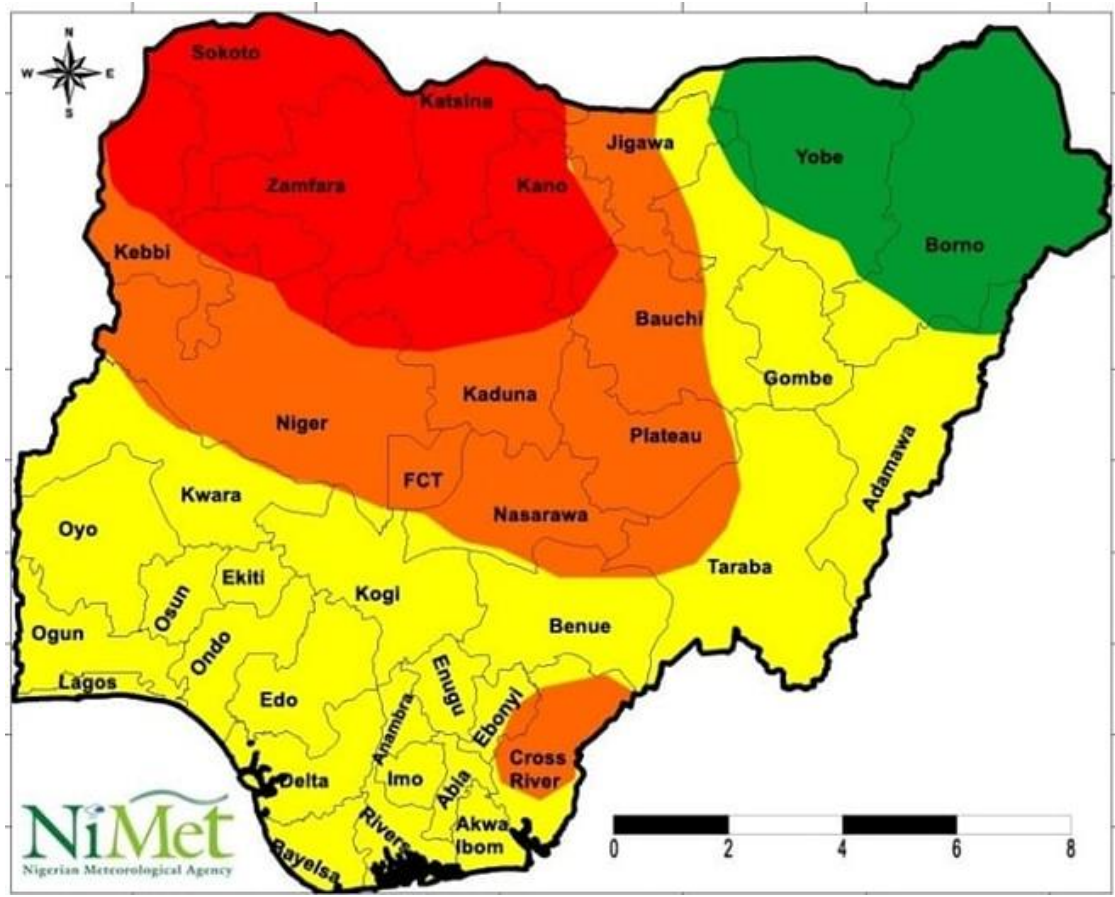 N
W E
S
Sokoto
Katsina
Jigawa
Yobe
Zamfara
Kano
Kebbi
Borno
Bauchi
Gombe
Kaduna
Niger
Plateau
FCT
Adamawa
Kwara
Nasarawa
Oyo
Taraba
Ekiti
Kogi
Osun
Benue
Ogun
Ondo
Lagos
Enugu
Edo
Ebonyi
Anambra
Cross
River
Delta
Imo
Abia
Rivers
Akwa
Ibom
Bayelsa
NiMet
Nigerian Meteorological Agency
0 2 4 6 8